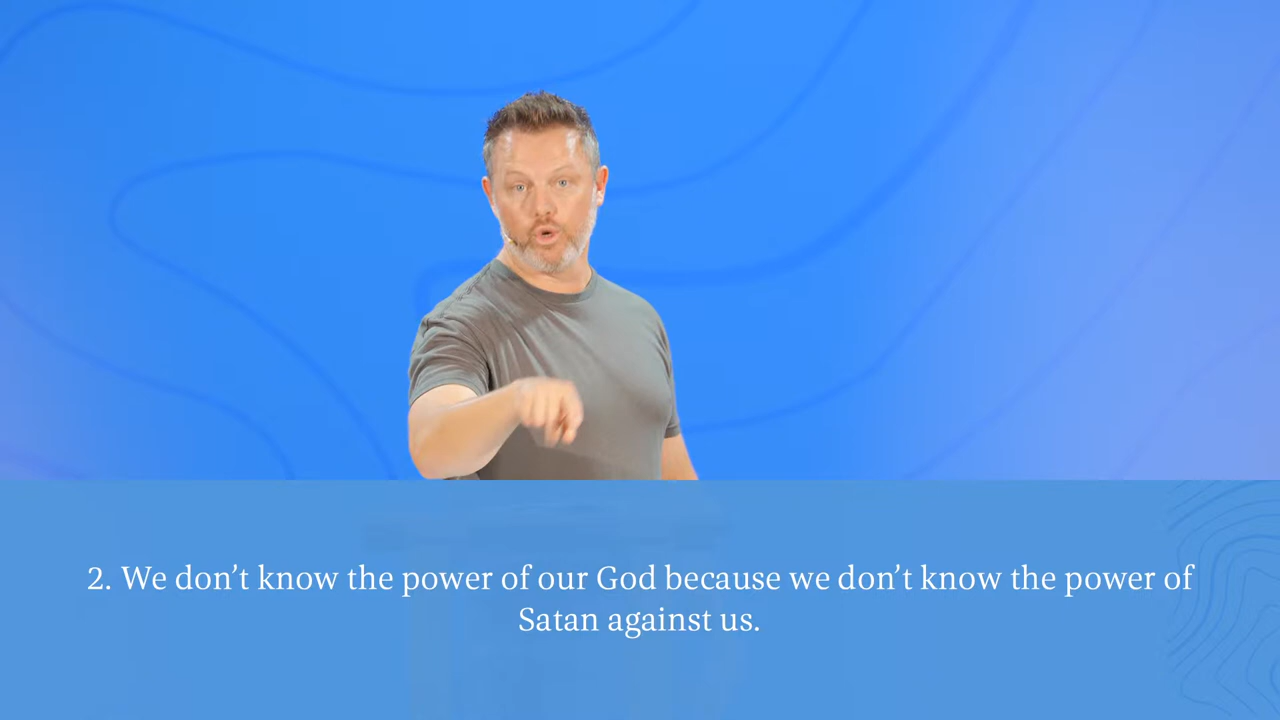 2. We don’t know the power of our God because we don’t know the power of
Satan against us.